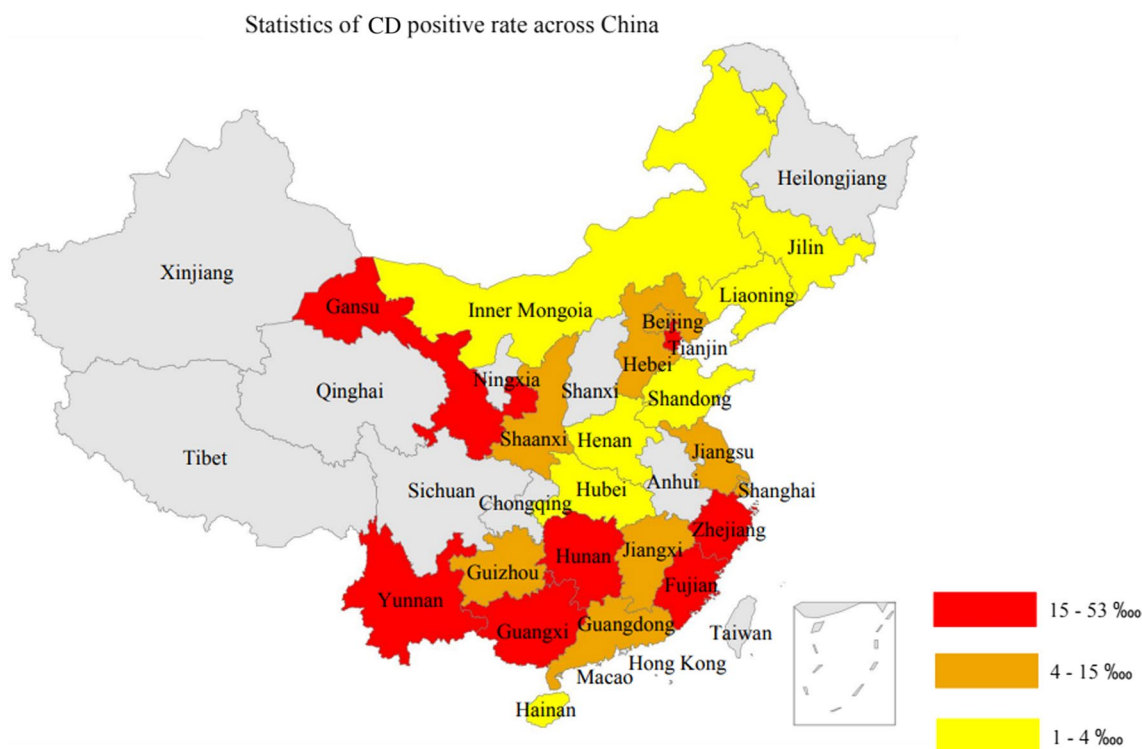 Statistics of CD positive rate across China
Heilongjiang
Jilin
Xinjiang
Liaoning
Gansu
Inner Mongoia
Beijing
Tianjin
Hebei
Ningxia
Qinghai
Shanxi
Shandong
Shaanxi
Henan
Jiangsu
Tibet
Sichuan
Anhui
Shanghai
Hubei
Chongqing
Zhejiang
Hunan
Jiangxi
Guizhou
Fujian
Yunnan
Guangxi
Guangdong
Taiwan
Hong Kong
Macao
Hainan
15 - 53 ‱
4 - 15 ‱
1 - 4 ‱